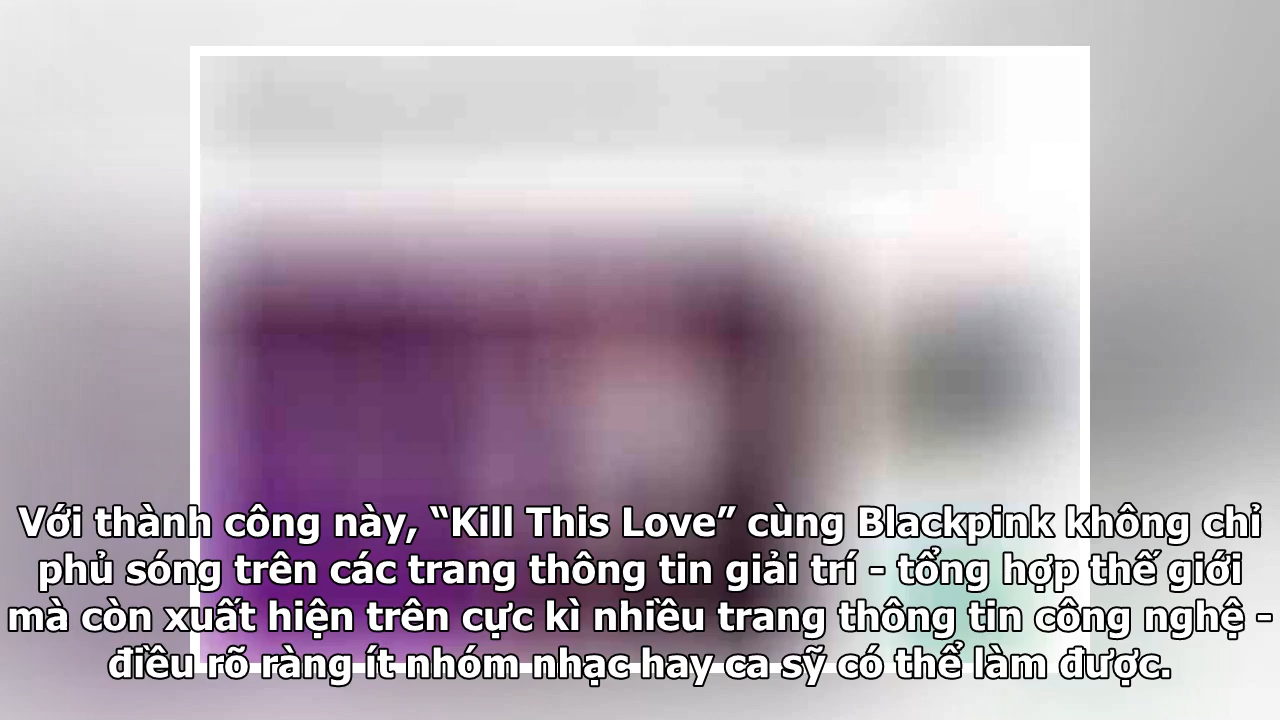 Với thành công này, “Kill This Love” cùng Blackpink không chỉ
phủ sóng trên các trang thông tin giải trí - tổng hợp thế giới
mà còn xuất hiện trên cực kì nhiều trang thông tin công nghệ -
điều rõ ràng ít nhóm nhạc hay ca sỹ có thể làm được.